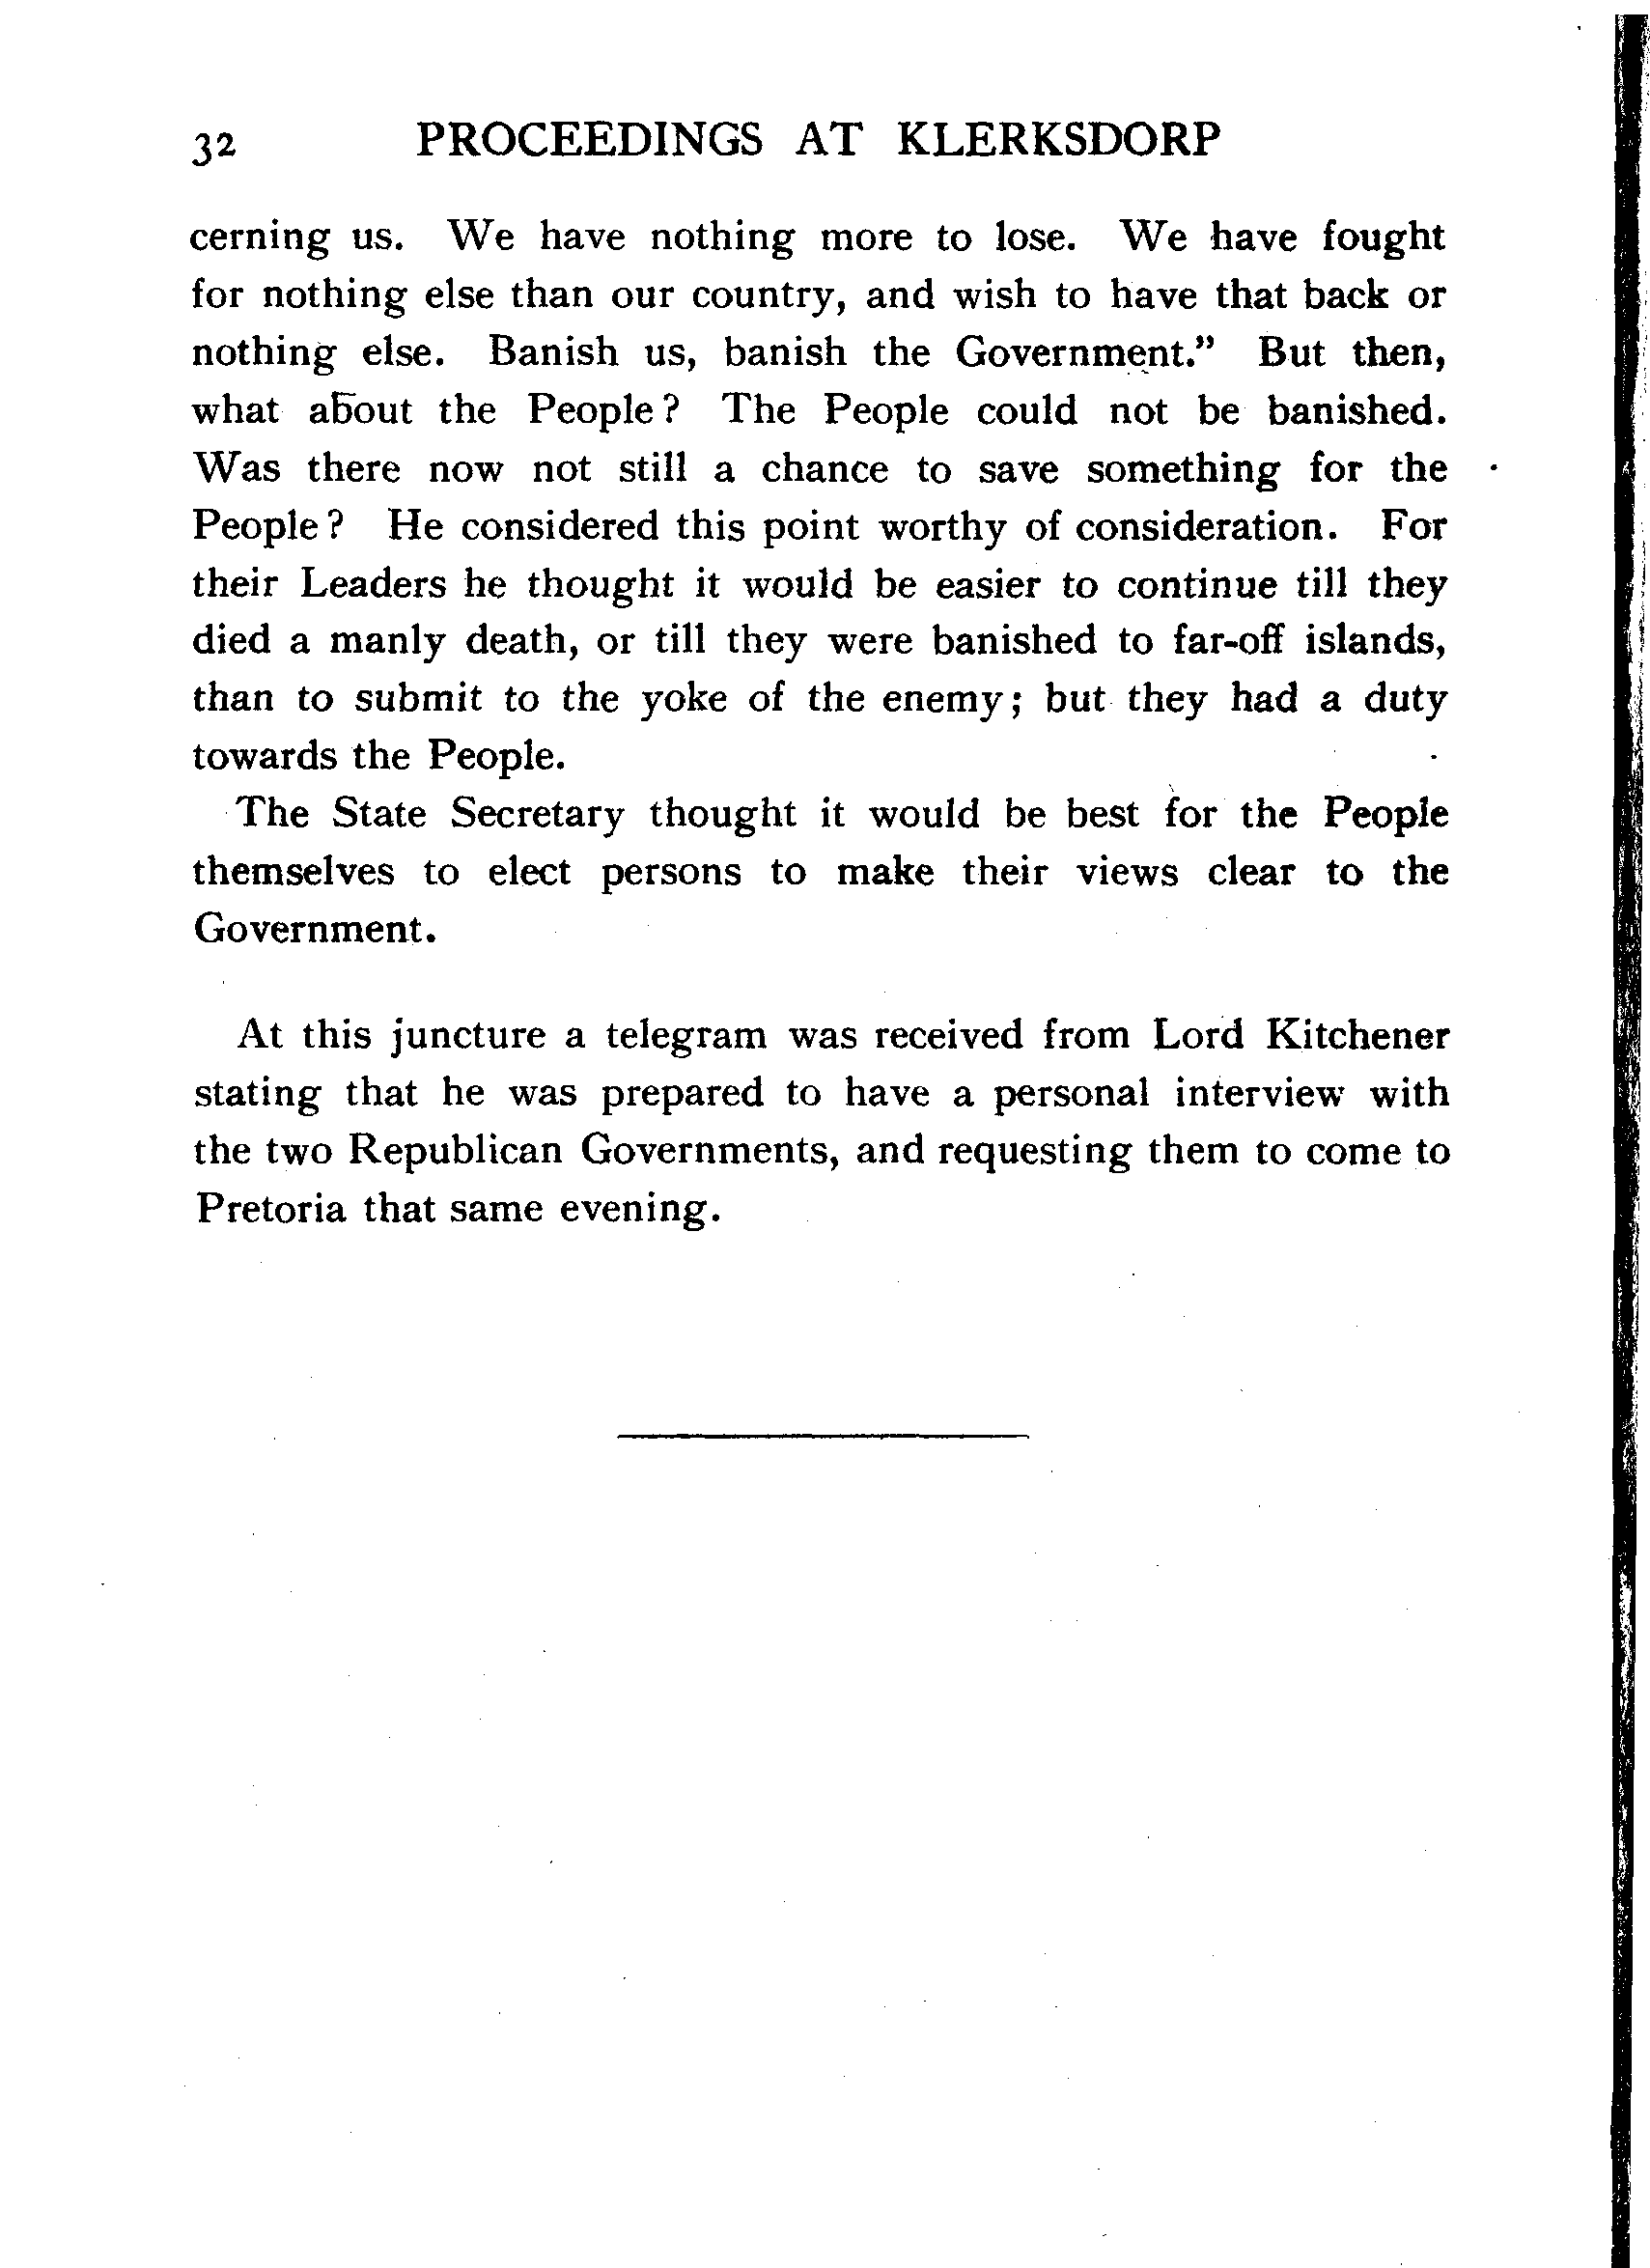 32 PROCEEDINGS AT KLERKSDORP
cerning us. We have nothing more to lose. We have fought
for nothing else than our country, and wish to have that back or
nothing else. Banish us, banish the Government.” But then,
what about the People? The People could not be banished.
Was there now not still a chance to save something for the
People? He considered this point worthy of consideration. For
their Leaders he thought it would be easier to continue till they
died a manly death, or till they were banished to far-off islands,
than to submit to the yoke of the enemy; but they had a duty
towards the People.
The State Secretary thought it would be best for the People
themselves to elect persons to make their views clear to the
Government.
At this juncture a telegram was received from Lord Kitchener
stating that he was prepared to have a personal interview with
the two Republican Governments, and requesting them to come to
Pretoria that same evening.